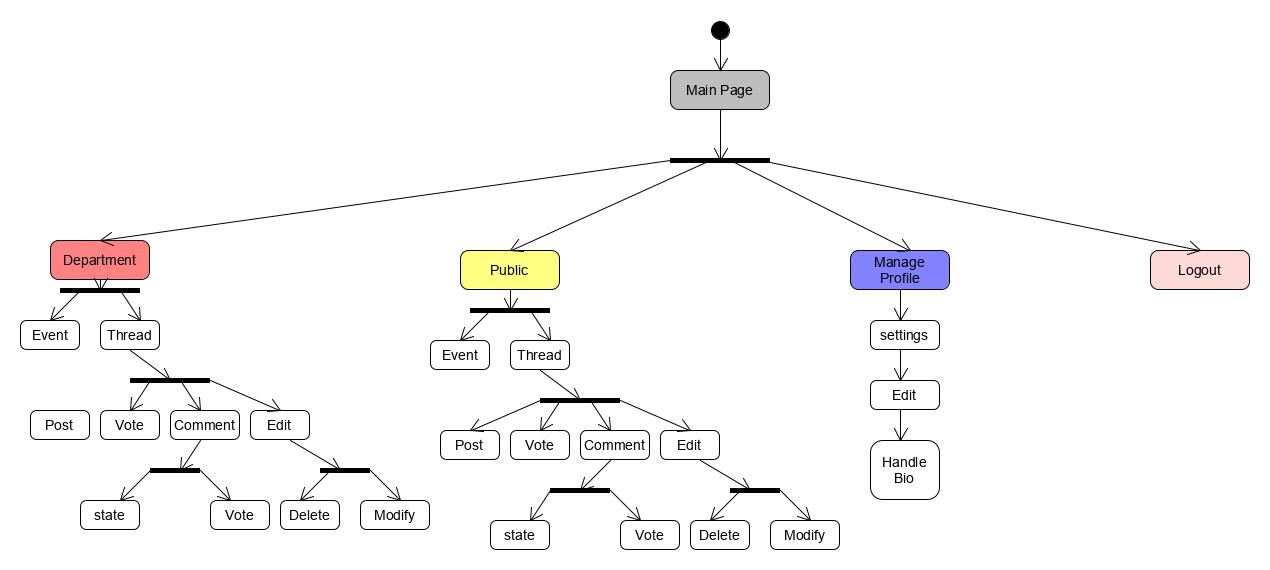 Main Page
Department
Public
Manage
Profile
Logout
Event
Thread
Event
Thread
settings
Post
Vote
Comment
Edit
Post
Vote
Comment
Edit
Edit
Handle
Bio
state
Vote
Delete
Modify
state
Vote
Delete
Modify